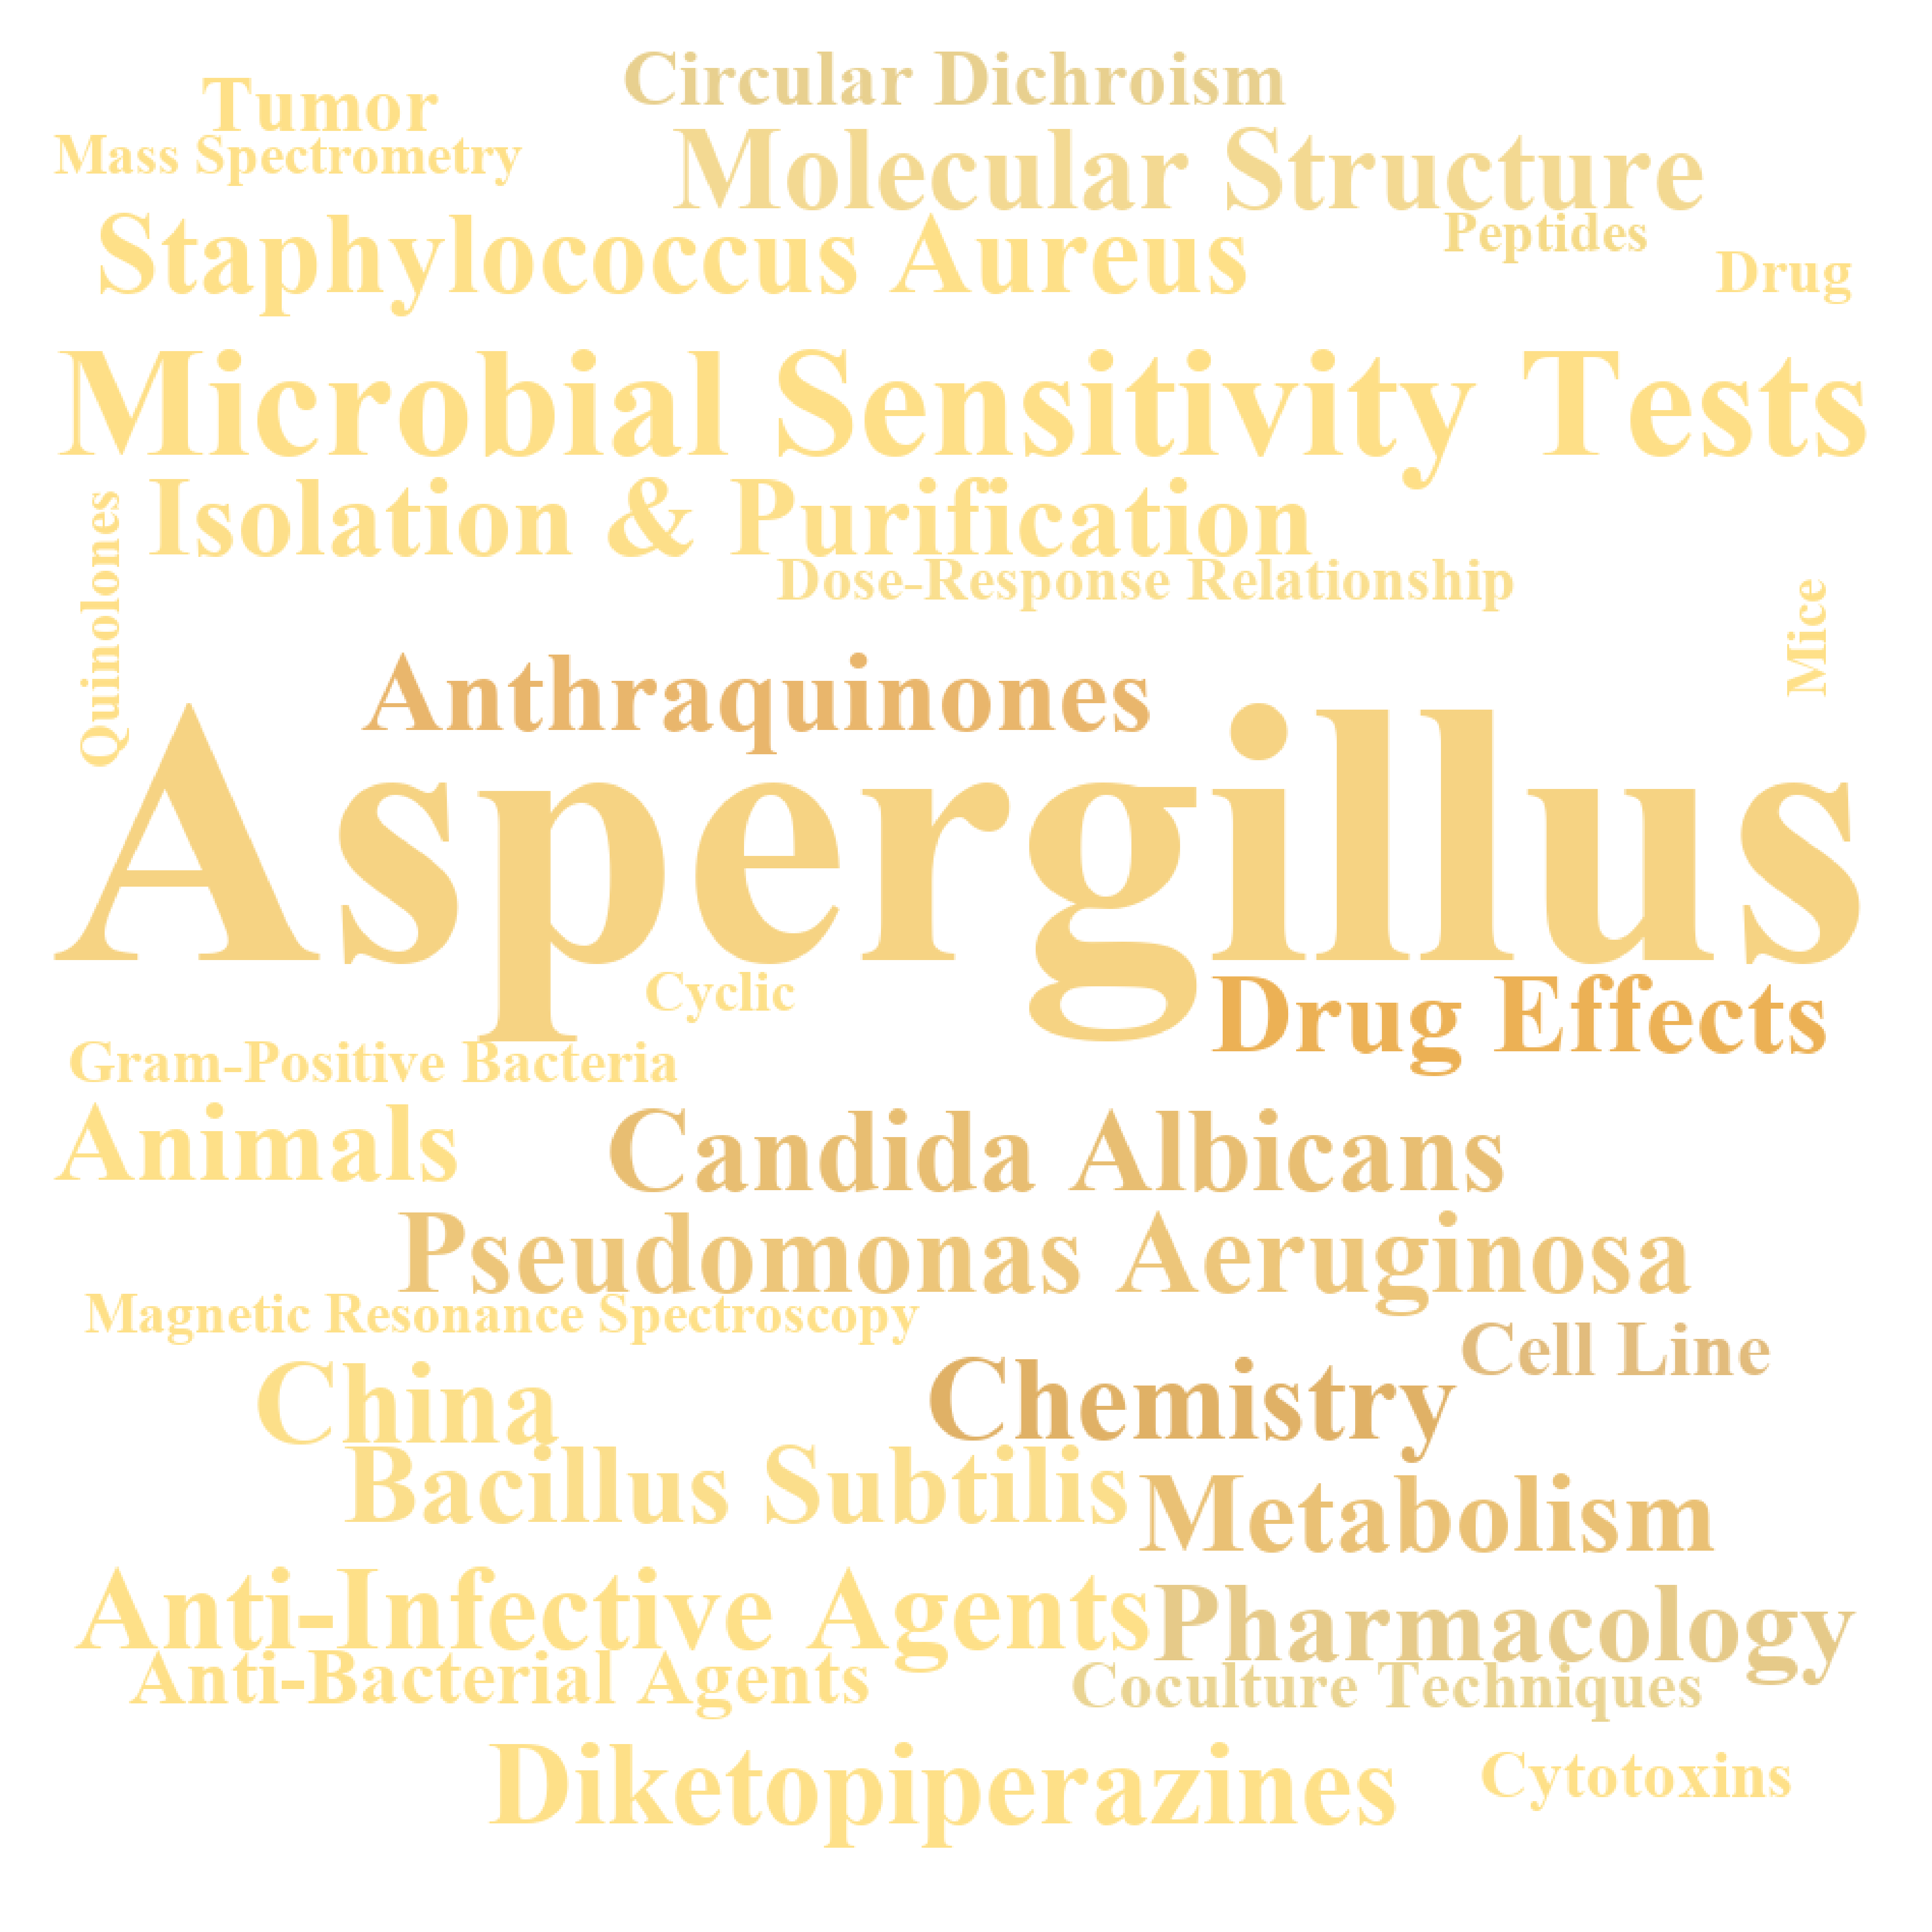 Circular Dichroism
Tumor
Mass Spectrometry
Molecular Structure
Staphylococcus Aureus
Peptides
Drug
Microbial Sensitivity Tests
Isolation & Purification
Quinolones
Dose-Response Relationship
Mice
Anthraquinones
Aspergillus
Cyclic
Drug Effects
Gram-Positive Bacteria
Animals
Candida Albicans
Pseudomonas Aeruginosa
Magnetic Resonance Spectroscopy
Cell Line
China
Chemistry
Bacillus Subtilis
Metabolism
Anti-Infective Agents
Pharmacology
Anti-Bacterial Agents
Coculture Techniques
Diketopiperazines
Cytotoxins